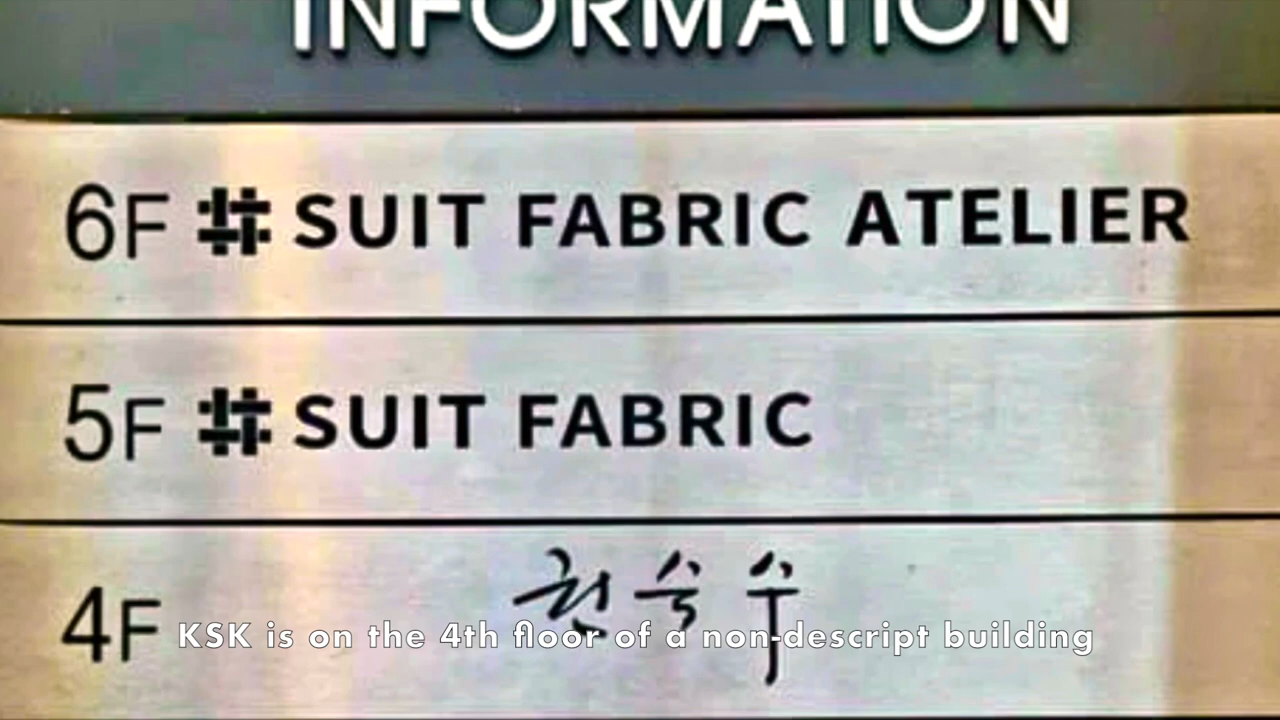 INFORMATION
6F SUIT FABRIC ATELIER
5F SUIT FABRIC
4F 권숙수
KSK is on the 4th floor of a non-descript building